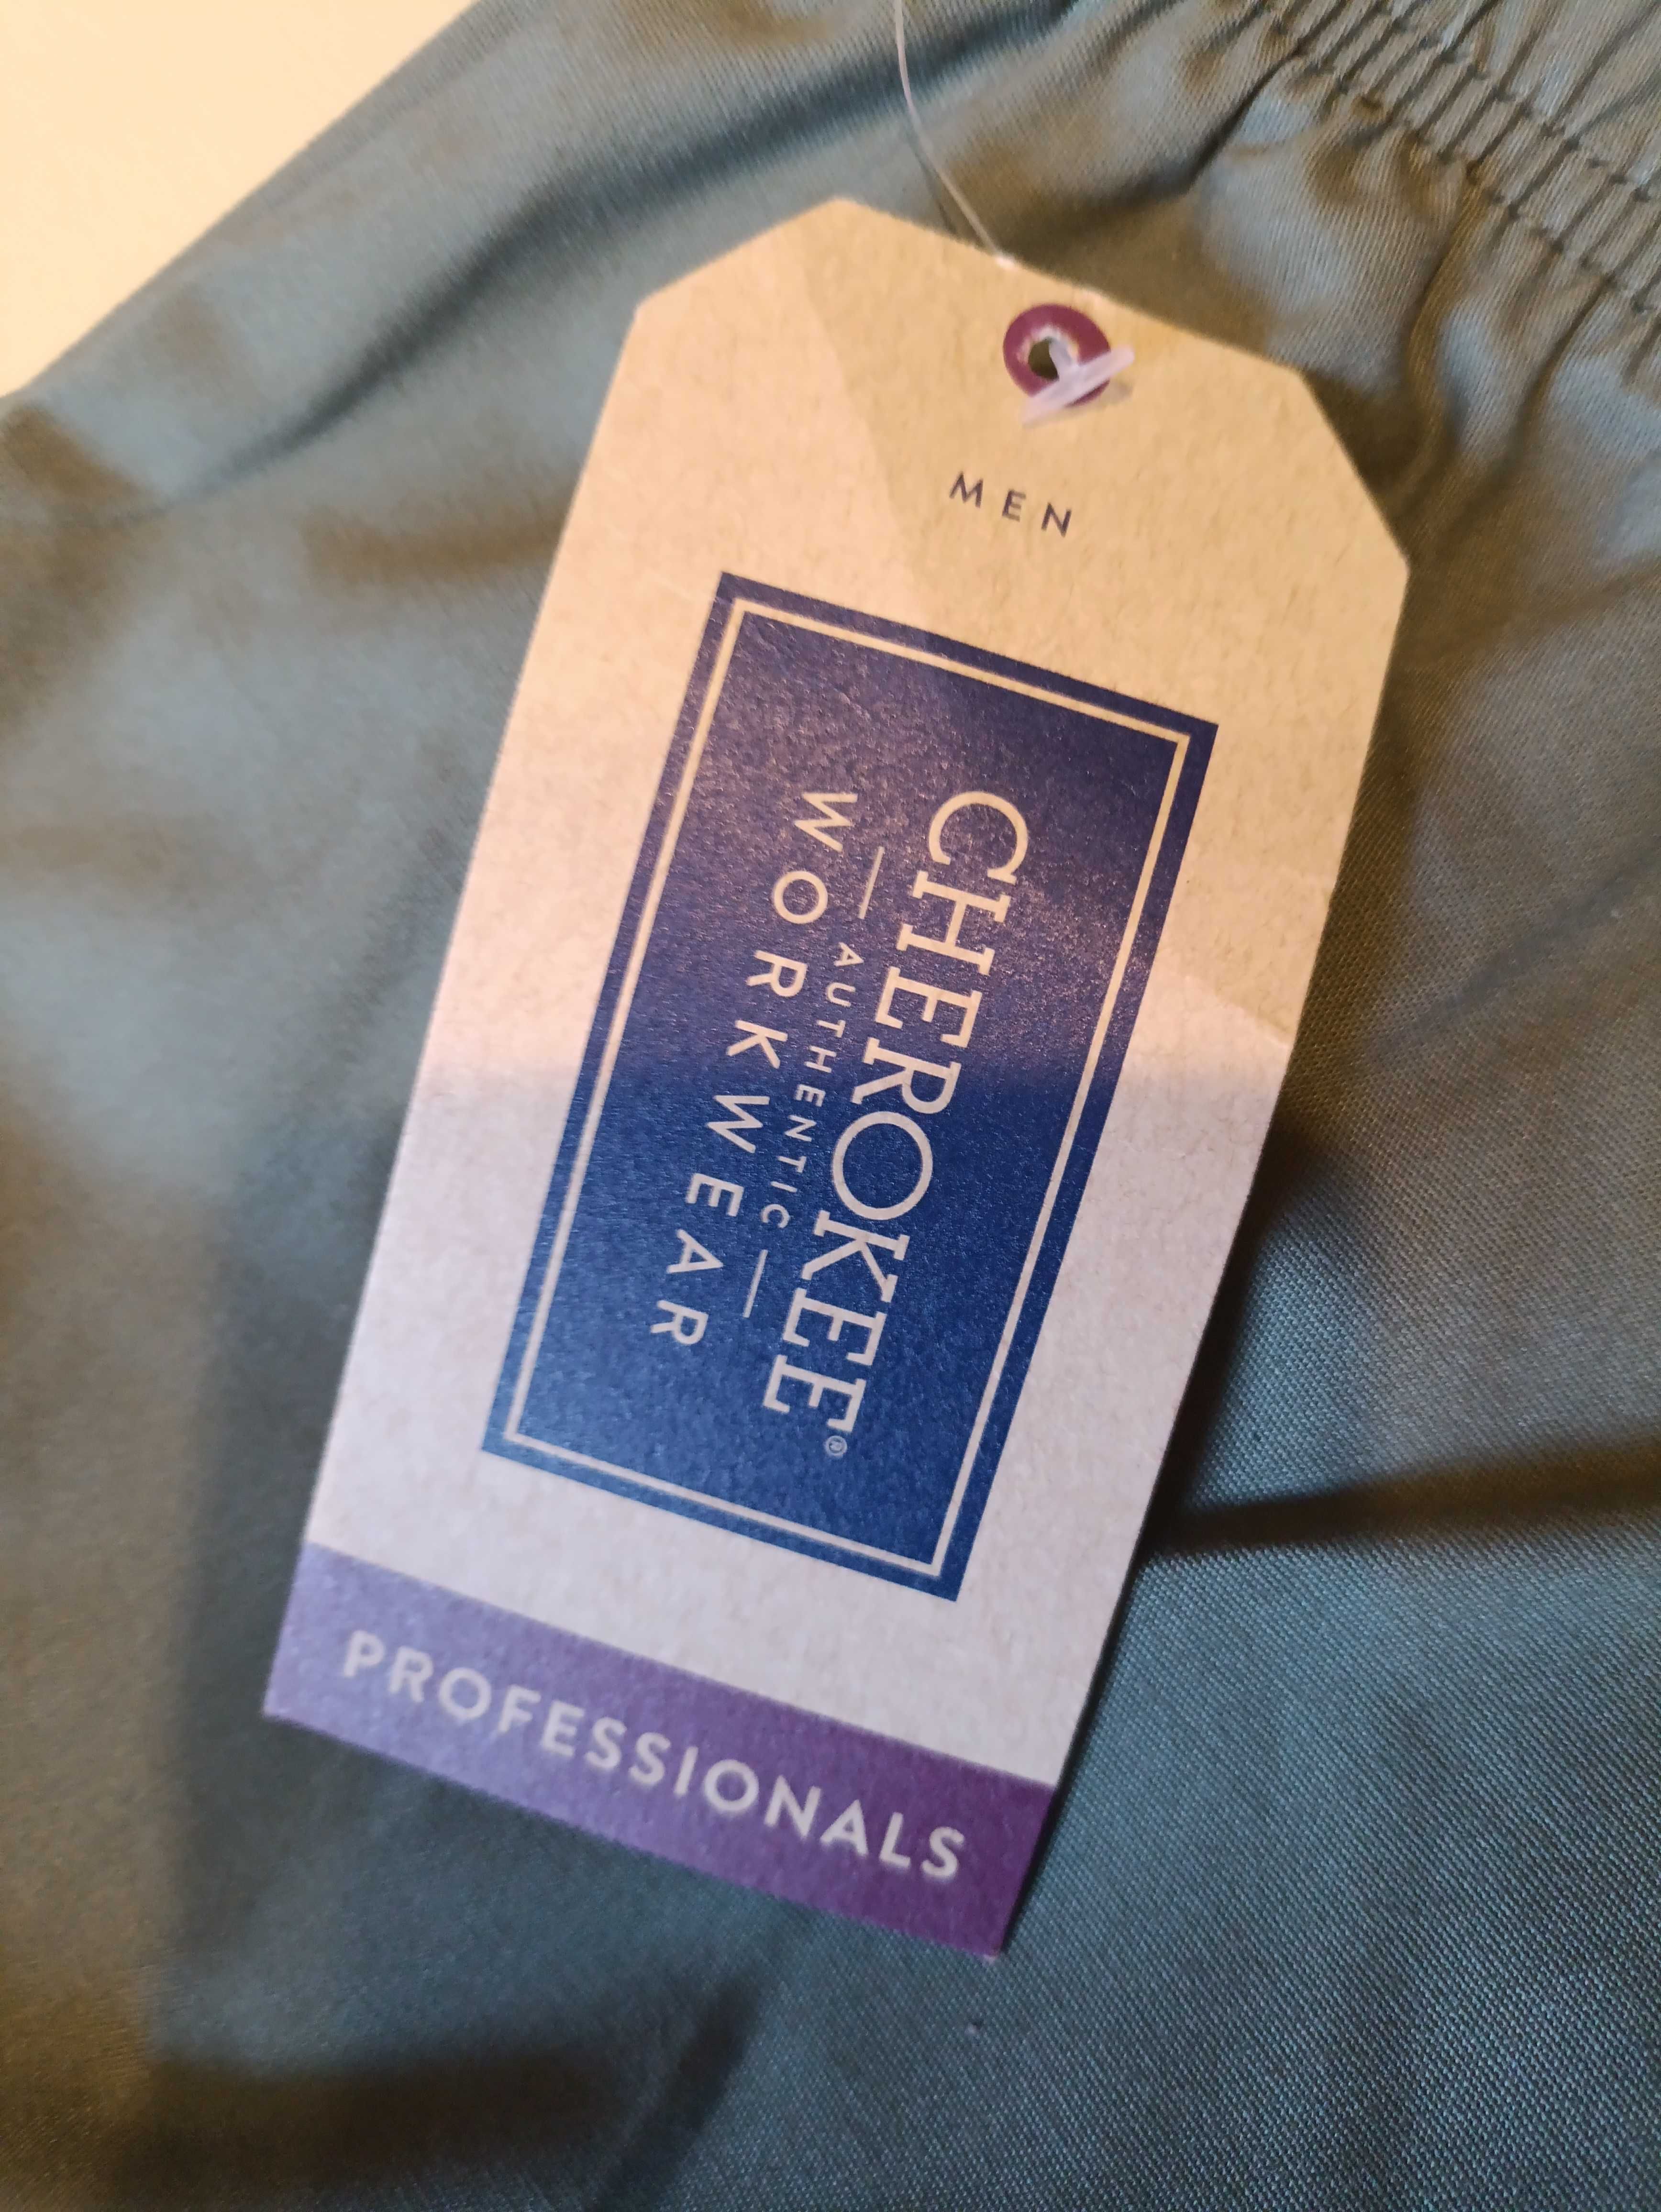 MEN
CHEROKEE®
AUTHENTIC
WORKWEAR
PROFESSIONALS